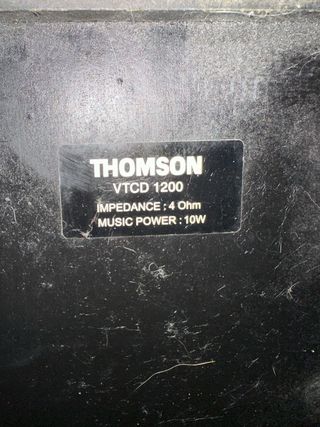 THOMSON
VTCD 1200
IMPEDANCE : 4 Ohm
MUSIC POWER : 10W